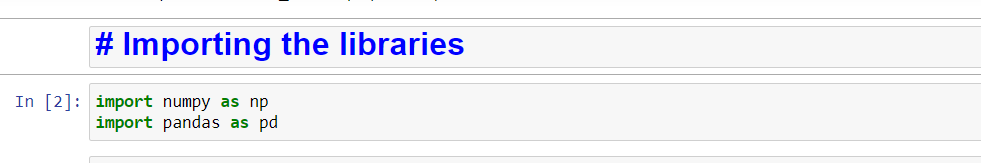 # Importing the libraries
In [2]: import numpy as np
import pandas as pd